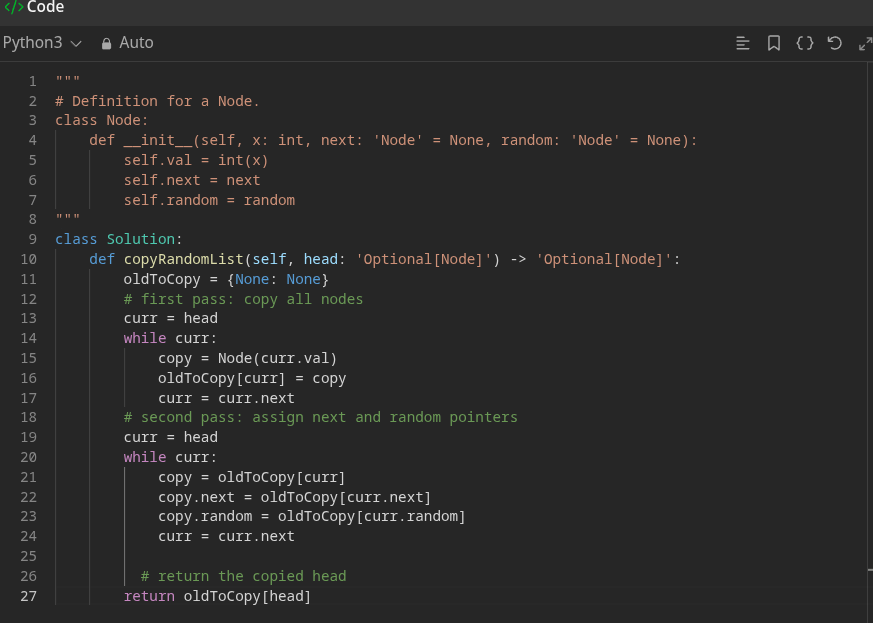 </> Code
Python3 Auto
1 """
2 # Definition for a Node.
3 class Node:
4     def __init__(self, x: int, next: 'Node' = None, random: 'Node' = None):
5         self.val = int(x)
6         self.next = next
7         self.random = random
8 """
9 class Solution:
10     def copyRandomList(self, head: 'Optional[Node]') -> 'Optional[Node]':
11         oldToCopy = {None: None}
12         # first pass: copy all nodes
13         curr = head
14         while curr:
15             copy = Node(curr.val)
16             oldToCopy[curr] = copy
17             curr = curr.next
18         # second pass: assign next and random pointers
19         curr = head
20         while curr:
21             copy = oldToCopy[curr]
22             copy.next = oldToCopy[curr.next]
23             copy.random = oldToCopy[curr.random]
24             curr = curr.next
25
26           # return the copied head
27         return oldToCopy[head]